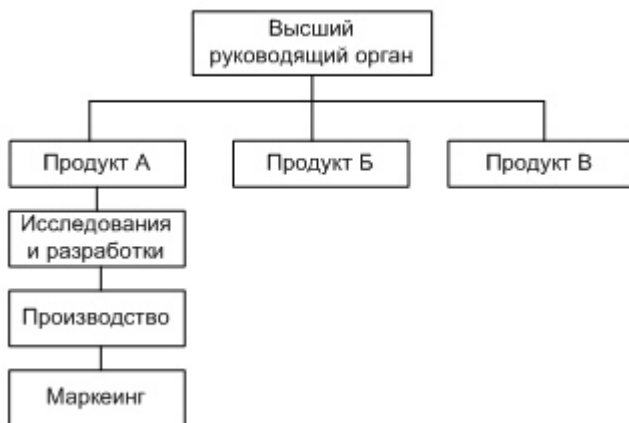 Высший
руководящий орган
Продукт А
Продукт Б
Продукт В
Исследования
и разработки
Производство
Маркеинг